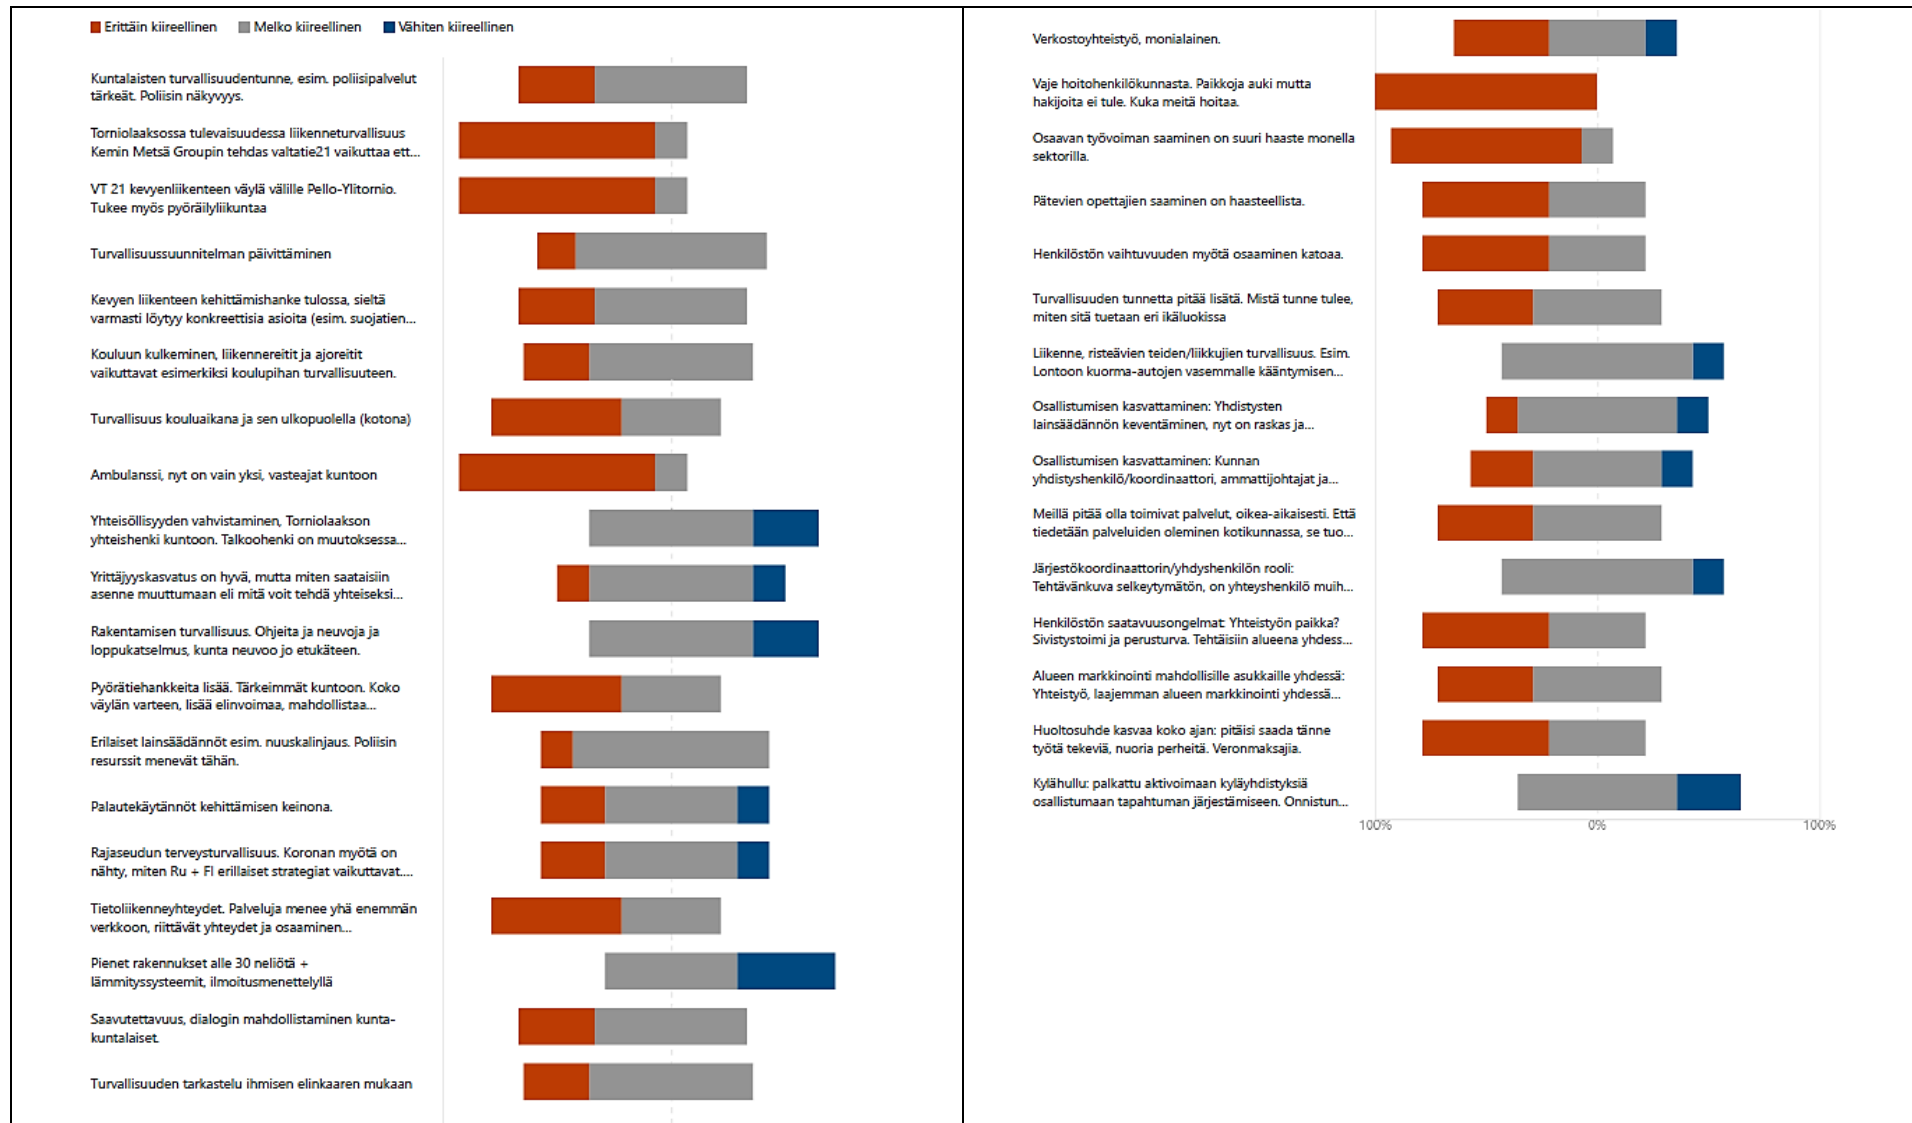 Erittäin kiireellinen Melko kiireellinen Vähiten kiireellinen
Kuntalaisten turvallisuudentunne, esim. poliisipalvelut
tärkeät. Poliisin näkyvyys.
Torniolaaksossa tulevaisuudessa liikenneturvallisuus
Kemin Metsä Groupin tehdas valtatie21 vaikuttaa ett...
VT 21 kevyenliikenteen väylä välille Pello-Ylitornio.
Tukee myös pyöräilyliikuntaa
Turvallisuussuunnitelman päivittäminen
Kevyen liikenteen kehittämishanke tulossa, sieltä
varmasti löytyy konkreettisia asioita (esim. suojatien...
Kouluun kulkeminen, liikennereitit ja ajoreitit
vaikuttavat esimerkiksi koulupihan turvallisuuteen.
Turvallisuus kouluaikana ja sen ulkopuolella (kotona)
Ambulanssi, nyt on vain yksi, vasteajat kuntoon
Yhteisöllisyyden vahvistaminen, Torniolaakson
yhteishenki kuntoon. Talkoohenki on muutoksessa...
Yrittäjyyskasvatus on hyvä, mutta miten saataisiin
asenne muuttumaan eli mitä voit tehdä yhteiseksi...
Rakentamisen turvallisuus. Ohjeita ja neuvoja ja
loppukatselmus, kunta neuvoo jo etukäteen.
Pyörätiehankkeita lisää. Tärkeimmät kuntoon. Koko
väylän varteen, lisää elinvoimaa, mahdollistaa...
Erilaiset lainsäädännöt esim. nuuskalinjaus. Poliisin
resurssit menevät tähän.
Palautekäytännöt kehittämisen keinona.
Rajaseudun terveysturvallisuus. Koronan myötä on
nähty, miten Ru + FI erillaiset strategiat vaikuttavat....
Tietoliikenneyhteydet. Palveluja menee yhä enemmän
verkkoon, riittävät yhteydet ja osaaminen...
Pienet rakennukset alle 30 neliötä +
lämmityssysteemit, ilmoitusmenettelyllä
Saavutettavuus, dialogin mahdollistaminen kunta-
kuntalaiset.
Turvallisuuden tarkastelu ihmisen elinkaaren mukaan
Verkostoyhteistyö, monialainen.
Vaje hoitohenkilökunnasta. Paikkoja auki mutta
hakijoita ei tule. Kuka meitä hoitaa.
Osaavan työvoiman saaminen on suuri haaste monella
sektorilla.
Pätevien opettajien saaminen on haasteellista.
Henkilöstön vaihtuvuuden myötä osaaminen katoaa.
Turvallisuuden tunnetta pitää lisätä. Mistä tunne tulee,
miten sitä tuetaan eri ikäluokissa
Liikenne, risteävien teiden/liikkujien turvallisuus. Esim.
Lontoon kuorma-autojen vasemmalle kääntymisen...
Osallistumisen kasvattaminen: Yhdistysten
lainsäädännön keventäminen, nyt on raskas ja...
Osallistumisen kasvattaminen: Kunnan
yhdistyshenkilö/koordinaattori, ammattijohtajat ja...
Meillä pitää olla toimivat palvelut, oikea-aikaisesti. Että
tiedetään palveluiden oleminen kotikunnassa, se tuo...
Järjestökoordinaattorin/yhdyshenkilön rooli:
Tehtävänkuva selkeytymätön, on yhteyshenkilö muih...
Henkilöstön saatavuusongelmat: Yhteistyön paikka?
Sivistystoimi ja perusturva. Tehtäisiin alueena yhdess...
Alueen markkinointi mahdollisille asukkaille yhdessä:
Yhteistyö, laajemman alueen markkinointi yhdessä...
Huoltosuhde kasvaa koko ajan: pitäisi saada tänne
työtä tekeviä, nuoria perheitä. Veronmaksajia.
Kylähullu: palkattu aktivoimaan kyläyhdistyksiä
osallistumaan tapahtuman järjestämiseen. Onnistun...
100% 0% 100%